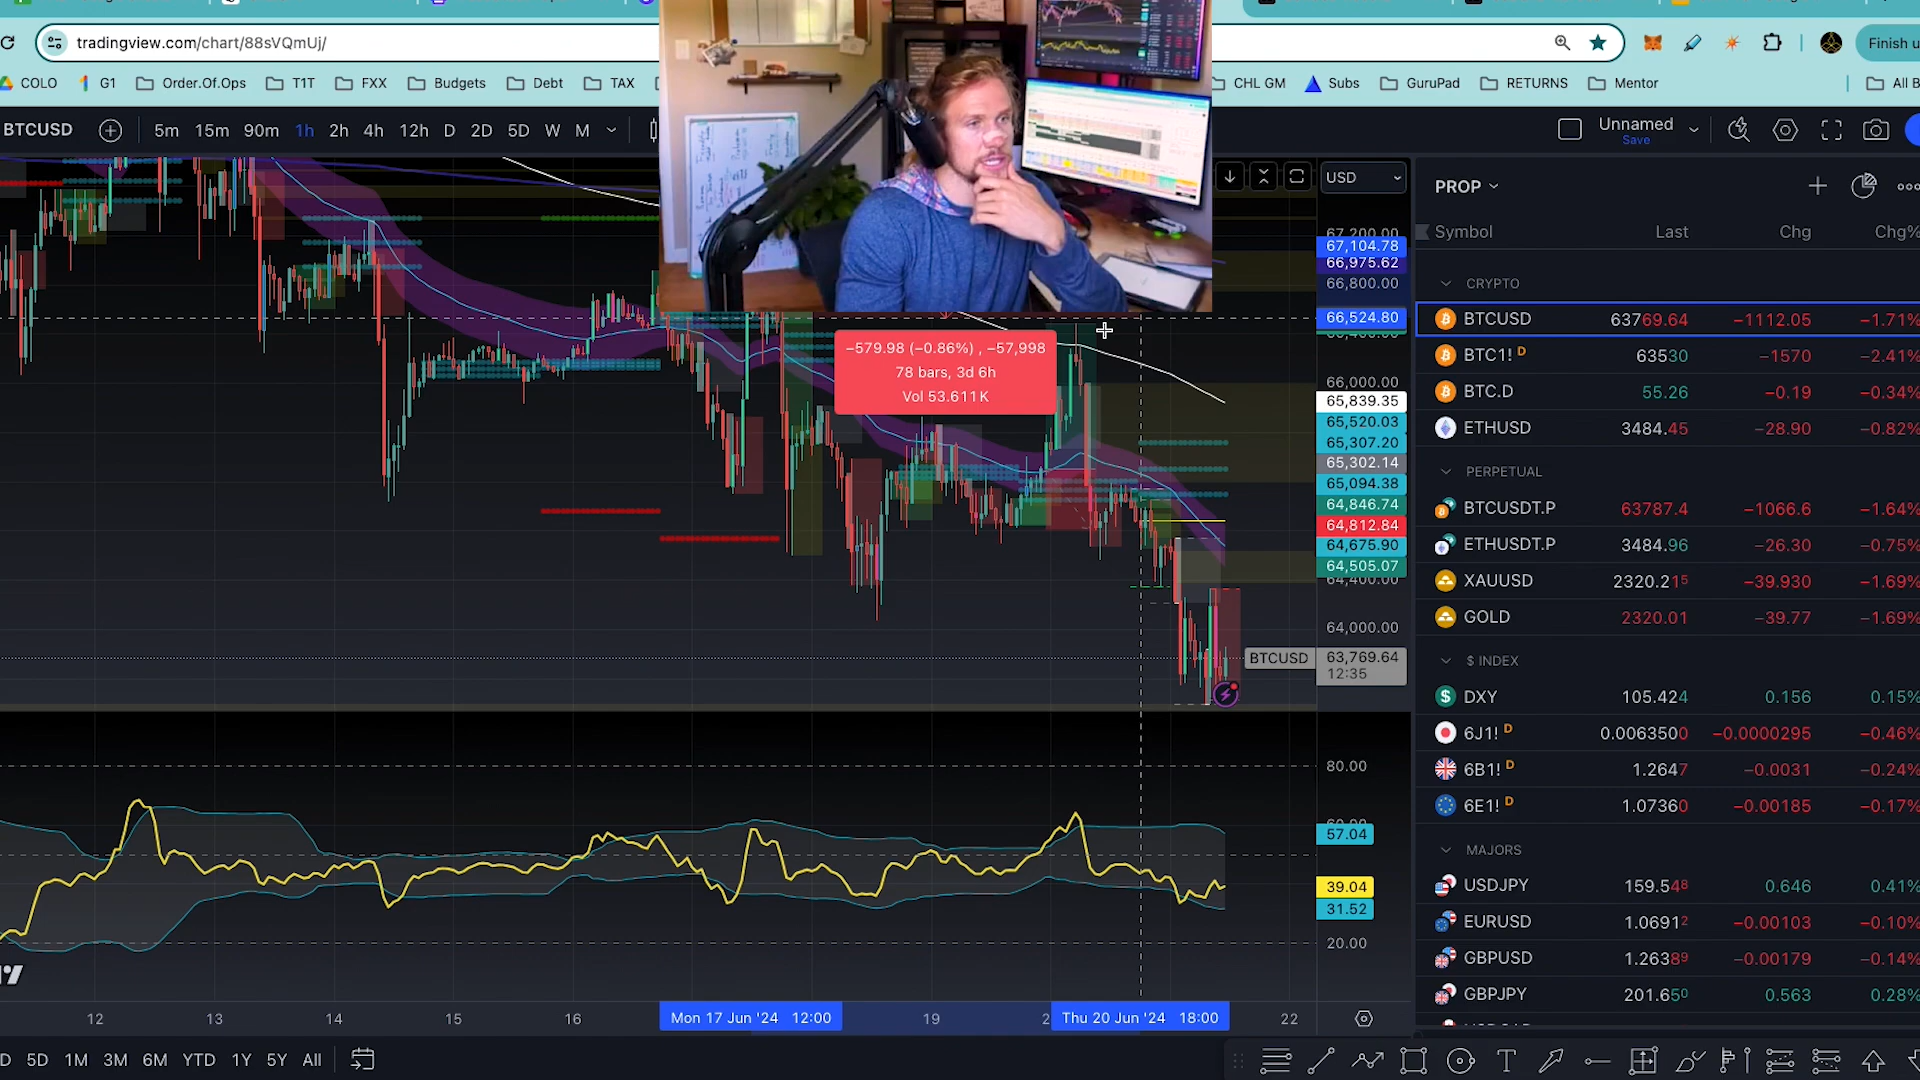 tradingview.com/chart/88sVQmUj/
Finish u
COLO G1 Order.Of.Ops T1T FXX Budgets Debt TAX CHL GM Subs GuruPad RETURNS Mentor All B
BTCUSD 5m 15m 90m 1h 2h 4h 12h D 2D 5D W M
Unnamed
Save
USD
PROP
Symbol Last Chg Chg%
CRYPTO
BTCUSD 63769.64 −1112.05 −1.71%
BTC1! D 63530 −1570 −2.41%
BTC.D 55.26 −0.19 −0.34%
ETHUSD 3484.45 −28.90 −0.82%
PERPETUAL
BTCUSDT.P 63787.4 −1066.6 −1.64%
ETHUSDT.P 3484.96 −26.30 −0.75%
XAUUSD 2320.215 −39.930 −1.69%
GOLD 2320.01 −39.77 −1.69%
$ INDEX
DXY 105.424 0.156 0.15%
6J1! D 0.0063500 −0.0000295 −0.46%
6B1! D 1.2647 −0.0031 −0.24%
6E1! D 1.07360 −0.00185 −0.17%
MAJORS
USDJPY 159.548 0.646 0.41%
EURUSD 1.06912 −0.00103 −0.10%
GBPUSD 1.26389 −0.00179 −0.14%
GBPJPY 201.650 0.563 0.28%
67,200.00
67,104.78
66,975.62
66,800.00
66,524.80
66,000.00
65,839.35
65,520.03
65,307.20
65,302.14
65,094.38
64,846.74
64,812.84
64,675.90
64,505.07
64,400.00
64,000.00
BTCUSD 63,769.64
12:35
−579.98 (−0.86%) , −57,998
78 bars, 3d 6h
Vol 53.611K
80.00
57.04
39.04
31.52
20.00
12 13 14 15 16 Mon 17 Jun '24 12:00 19 2 Thu 20 Jun '24 18:00 22
D 5D 1M 3M 6M YTD 1Y 5Y All